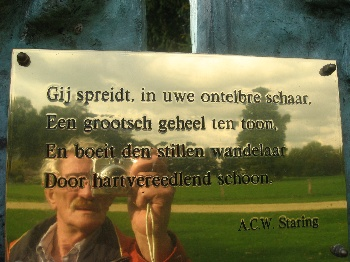 Gij spreidt, in uwe ontelbre schaar,
Een grootsch geheel ten toon,
En boeit den stillen wandelaar
Door hartveredlend schoon.
A.C.W. Staring